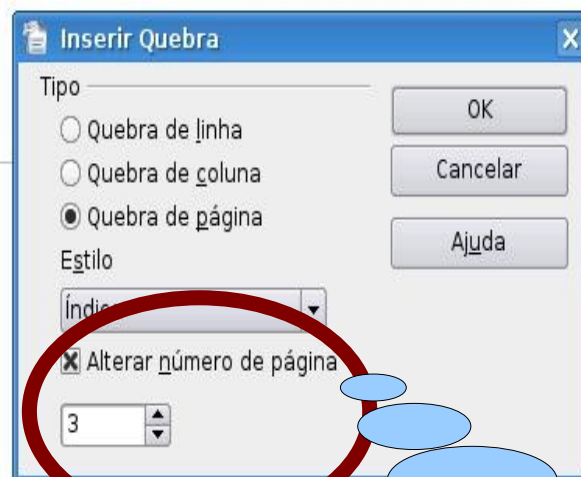 Inserir Quebra
Tipo
Quebra de linha
Quebra de coluna
Quebra de página
Estilo
Alterar número de página
3
OK
Cancelar
Ajuda